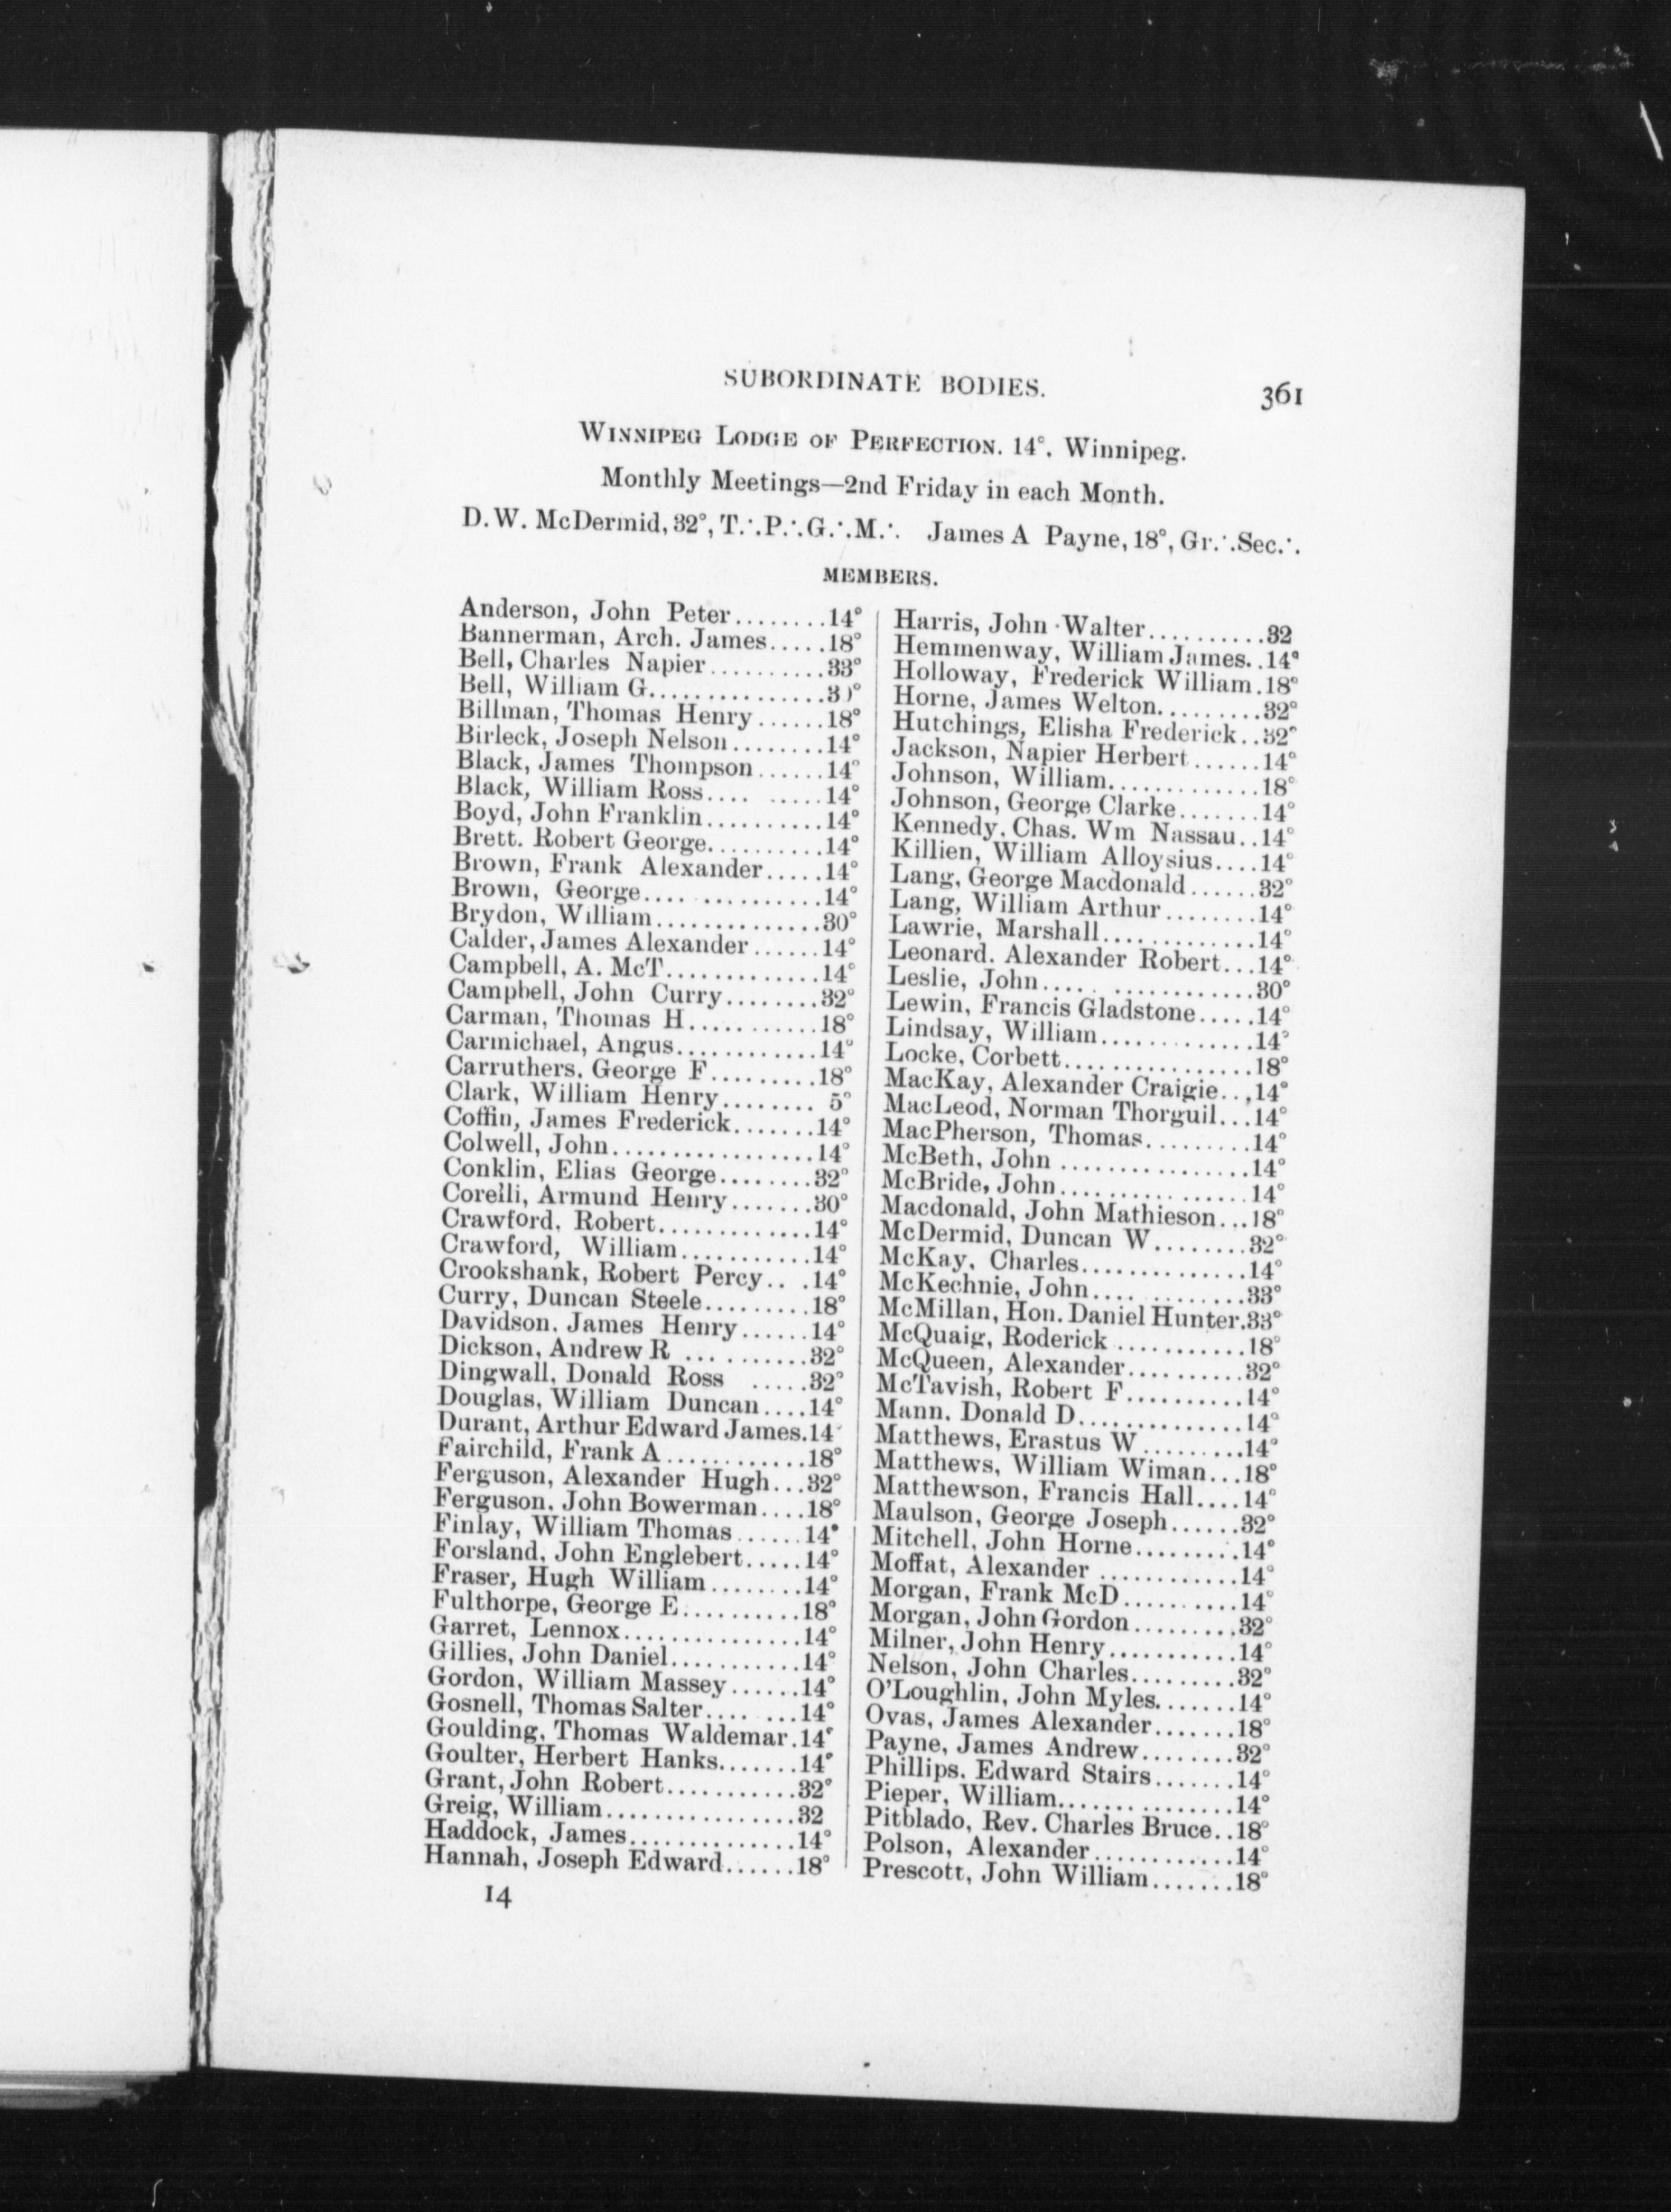 SUBORDINATE BODIES. 361
WINNIPEG LODGE OF PERFECTION. 14°. Winnipeg.
Monthly Meetings—2nd Friday in each Month.
D. W. McDermid, 32°, T.∴P.∴G.∴M.∴ James A Payne, 18°, Gr.∴Sec.∴
MEMBERS.
Anderson, John Peter........14°
Bannerman, Arch. James.....18°
Bell, Charles Napier..........33°
Bell, William G...............3)°
Billman, Thomas Henry......18°
Birleck, Joseph Nelson........14°
Black, James Thompson......14°
Black, William Ross.... .....14°
Boyd, John Franklin..........14°
Brett. Robert George..........14°
Brown, Frank Alexander.....14°
Brown, George.... ...........14°
Brydon, William..............30°
Calder, James Alexander......14°
Campbell, A. McT.............14°
Campbell, John Curry........32°
Carman, Thomas H...........18°
Carmichael, Angus............14°
Carruthers. George F.........18°
Clark, William Henry........ 5°
Coffin, James Frederick.......14°
Colwell, John.................14°
Conklin, Elias George........32°
Corelli, Armund Henry.......30°
Crawford. Robert.............14°
Crawford, William...........14°
Crookshank, Robert Percy.. .14°
Curry, Duncan Steele.........18°
Davidson. James Henry......14°
Dickson, Andrew R ... .......32°
Dingwall, Donald Ross .....32°
Douglas, William Duncan....14°
Durant, Arthur Edward James.14
Fairchild, Frank A............18°
Ferguson, Alexander Hugh...32°
Ferguson. John Bowerman....18°
Finlay, William Thomas......14°
Forsland, John Englebert.....14°
Fraser, Hugh William........14°
Fulthorpe, George E..........18°
Garret, Lennox...............14°
Gillies, John Daniel...........14°
Gordon, William Massey......14°
Gosnell, Thomas Salter.... ...14°
Goulding, Thomas Waldemar.14°
Goulter, Herbert Hanks.......14°
Grant, John Robert...........32°
Greig, William................32
Haddock, James..............14°
Hannah, Joseph Edward......18°
Harris, John Walter..........32
Hemmenway, William James..14°
Holloway, Frederick William.18°
Horne, James Welton.........32°
Hutchings, Elisha Frederick..32°
Jackson, Napier Herbert......14°
Johnson, William.............18°
Johnson, George Clarke.......14°
Kennedy, Chas. Wm Nassau..14°
Killien, William Alloysius....14°
Lang, George Macdonald......32°
Lang, William Arthur........14°
Lawrie, Marshall.............14°
Leonard. Alexander Robert...14°
Leslie, John.... ............30°
Lewin, Francis Gladstone.....14°
Lindsay, William.............14°
Locke, Corbett................18°
MacKay, Alexander Craigie...14°
MacLeod, Norman Thorguil...14°
MacPherson, Thomas.........14°
McBeth, John ................14°
McBride, John................14°
Macdonald, John Mathieson...18°
McDermid, Duncan W........32°
McKay, Charles..............14°
McKechnie, John.............33°
McMillan, Hon. Daniel Hunter.33°
McQuaig, Roderick...........18°
McQueen, Alexander..........32°
McTavish, Robert F..........14°
Mann. Donald D..............14°
Matthews, Erastus W.........14°
Matthews, William Wiman...18°
Matthewson, Francis Hall....14°
Maulson, George Joseph......32°
Mitchell, John Horne.........14°
Moffat, Alexander ............14°
Morgan, Frank McD..........14°
Morgan, John Gordon.........32°
Milner, John Henry...........14°
Nelson, John Charles.........32°
O'Loughlin, John Myles.......14°
Ovas, James Alexander.......18°
Payne, James Andrew........32°
Phillips. Edward Stairs.......14°
Pieper, William...............14°
Pitblado, Rev. Charles Bruce..18°
Polson, Alexander............14°
Prescott, John William.......18°
14